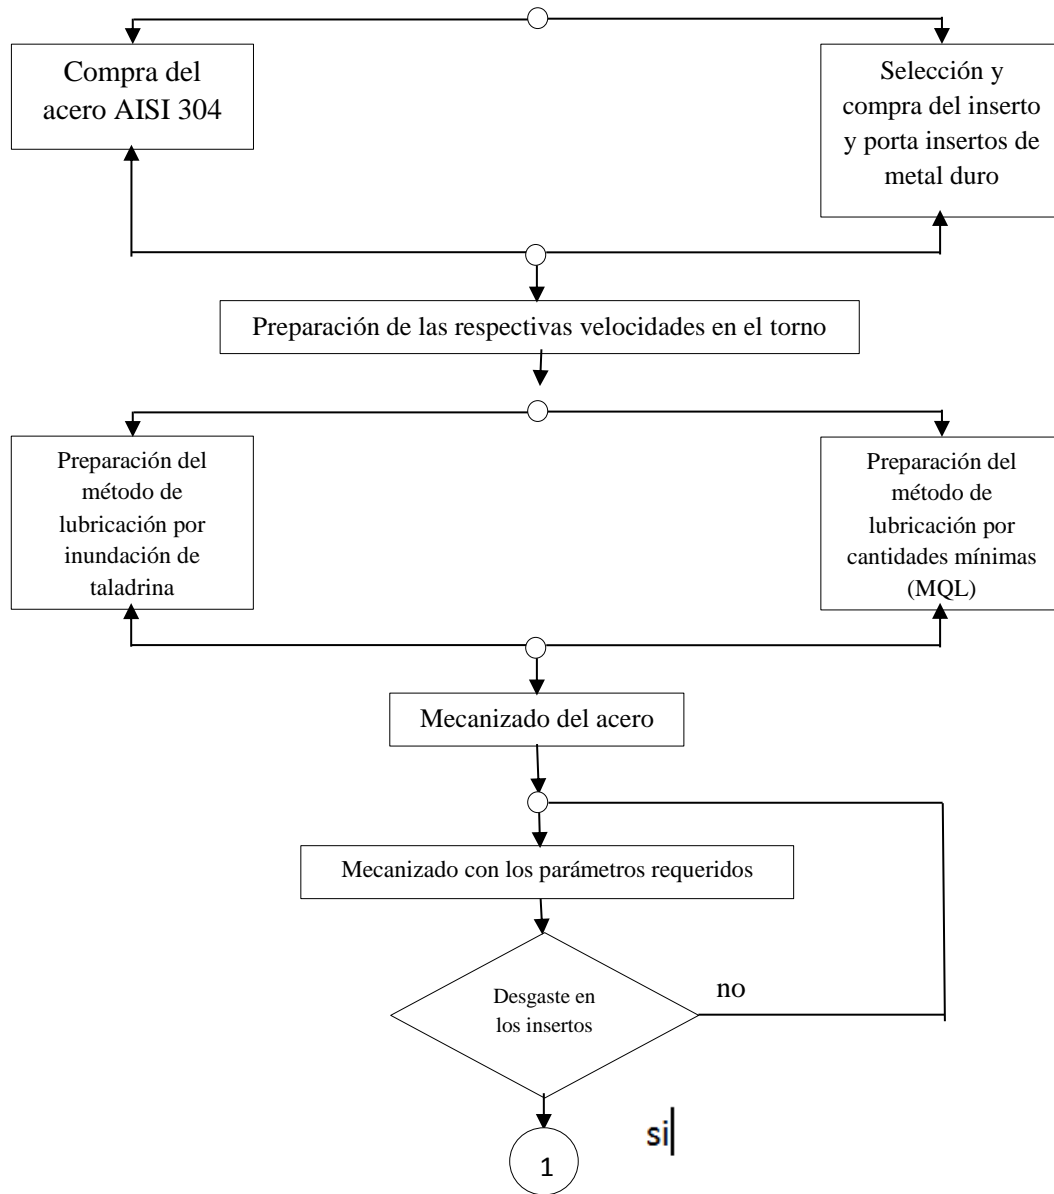 Compra del
acero AISI 304
Selección y
compra del inserto
y porta insertos de
metal duro
Preparación de las respectivas velocidades en el torno
Preparación del
método de
lubricación por
inundación de
taladrina
Preparación del
método de
lubricación por
cantidades mínimas
(MQL)
Mecanizado del acero
Mecanizado con los parámetros requeridos
Desgaste en
los insertos
no
si
1